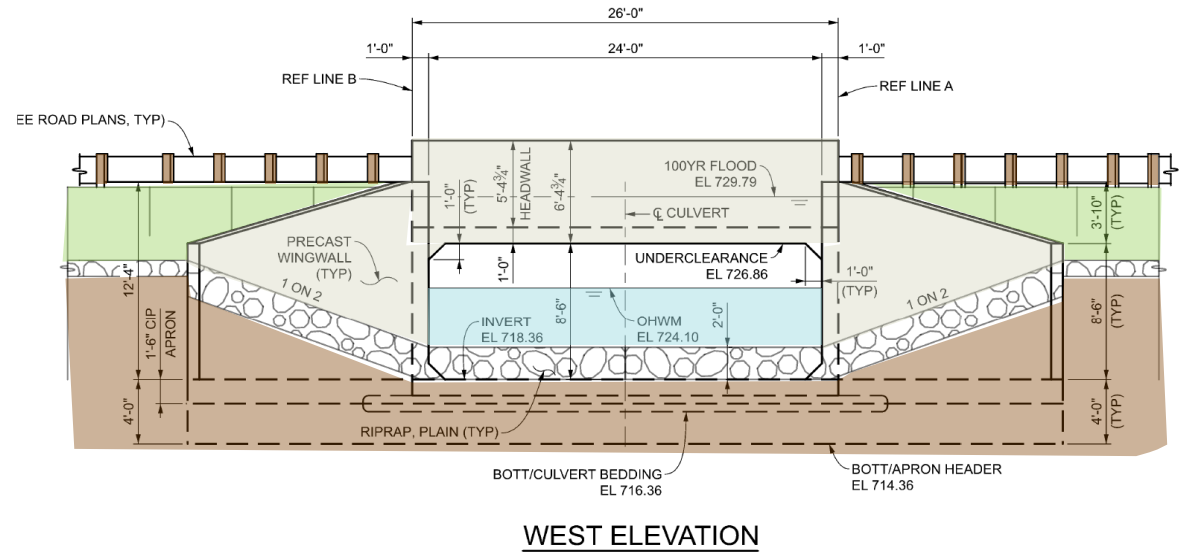 26'-0"
1'-0"
24'-0"
1'-0"
REF LINE B
REF LINE A
EE ROAD PLANS, TYP)
100YR FLOOD
EL 729.79
5'-4¾"
HEADWALL
6'-4¾"
1'-0"
(TYP)
℄ CULVERT
3'-10"
(TYP)
PRECAST
WINGWALL
(TYP)
1'-0"
UNDERCLEARANCE
EL 726.86
1'-0"
(TYP)
12'-4"
1 ON 2
1 ON 2
8'-6"
INVERT
EL 718.36
OHWM
EL 724.10
2'-0"
8'-6"
(TYP)
1'-6" CIP
APRON
4'-0"
RIPRAP, PLAIN (TYP)
4'-0"
(TYP)
BOTT/CULVERT BEDDING
EL 716.36
BOTT/APRON HEADER
EL 714.36
WEST ELEVATION